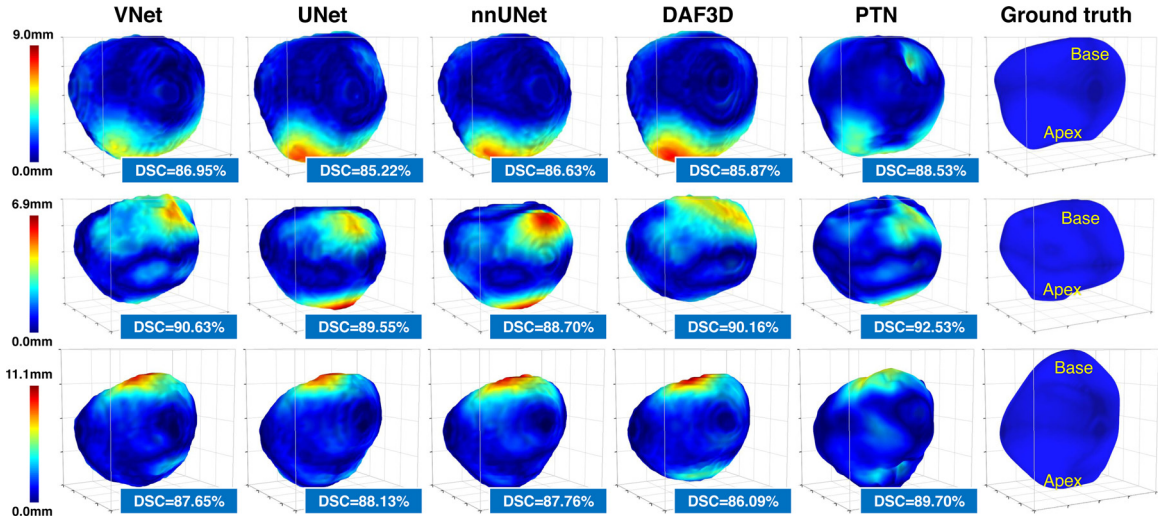 VNet UNet nnUNet DAF3D PTN Ground truth
9.0mm
Base
Apex
0.0mm
DSC=86.95% DSC=85.22% DSC=86.63% DSC=85.87% DSC=88.53%
6.9mm
Base
Apex
DSC=90.63% DSC=89.55% DSC=88.70% DSC=90.16% DSC=92.53%
0.0mm
11.1mm
Base
Apex
DSC=87.65% DSC=88.13% DSC=87.76% DSC=86.09% DSC=89.70%
0.0mm